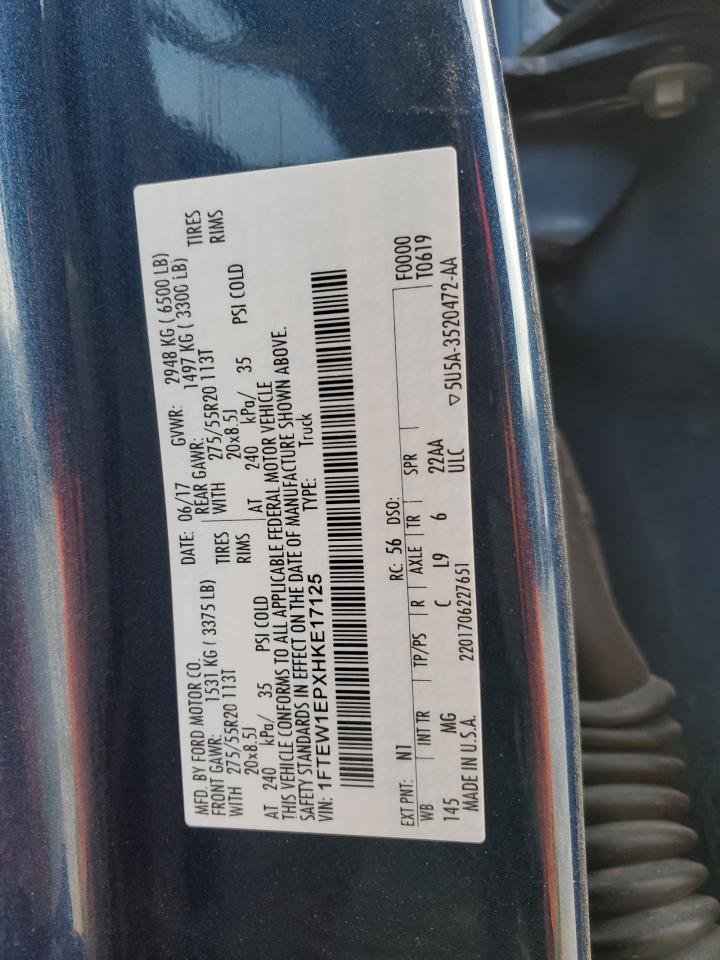 MFD. BY FORD MOTOR CO. DATE: 06/17 GVWR: 2948 KG ( 6500 LB)
FRONT GAWR: 1531 KG ( 3375 LB) REAR GAWR: 1497 KG ( 3300 LB)
WITH 275/55R20 113T TIRES WITH 275/55R20 113T TIRES
20x8.5J RIMS 20x8.5J RIMS
AT 240 kPa/ 35 PSI COLD AT 240 kPa/ 35 PSI COLD
THIS VEHICLE CONFORMS TO ALL APPLICABLE FEDERAL MOTOR VEHICLE
SAFETY STANDARDS IN EFFECT ON THE DATE OF MANUFACTURE SHOWN ABOVE.
VIN: 1FTEW1EPXHKE17125 TYPE: Truck
EXT PNT: N1 RC: 56 DSO: F0000
WB INT TR TP/PS R AXLE TR SPR T0619
145 MG C L9 6 22AA
MADE IN U.S.A. 2201706227651 ULC ▽5U5A-3520472-AA